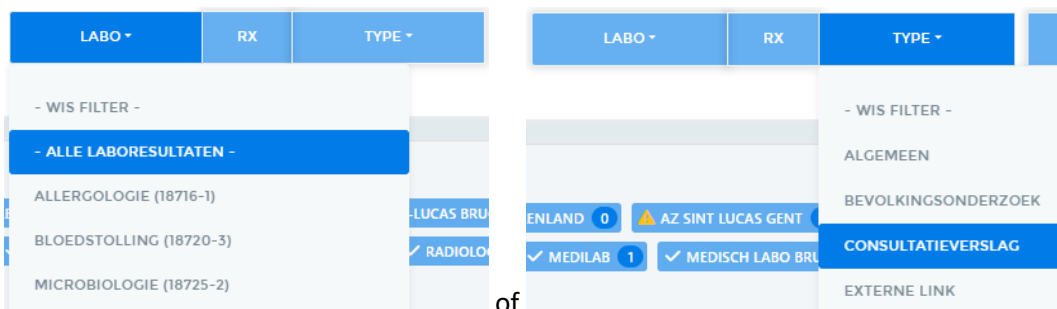 LABO RX TYPE
- WIS FILTER -
- ALLE LABORESULTATEN -
ALLERGOLOGIE (18716-1)
-LUCAS BRU
BLOEDSTOLLING (18720-3)
RADIOLO
MICROBIOLOGIE (18725-2)
of
LABO RX TYPE
- WIS FILTER -
ALGEMEEN
BEVOLKINGSONDERZOEK
ENLAND 0 AZ SINT LUCAS GENT
CONSULTATIEVERSLAG
MEDILAB 1 MEDISCH LABO BRU
EXTERNE LINK